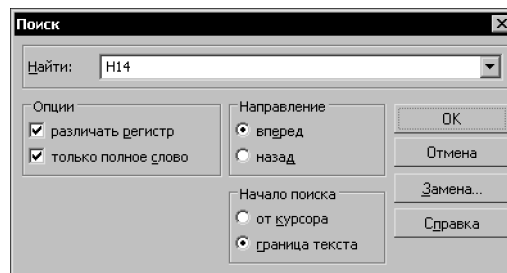 Поиск
Найти: H14
Опции
различать регистр
только полное слово
Направление
вперед
назад
Начало поиска
от курсора
граница текста
OK
Отмена
Замена...
Справка